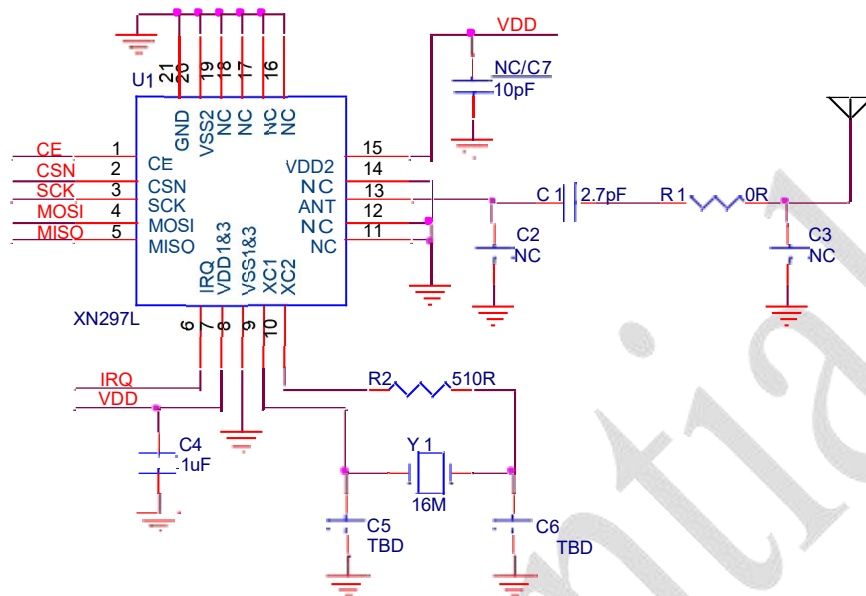 VDD
NC/C7
10pF
U1
21
20
19
18
17
16
GND
VSS2
NC
NC
NC
NC
CE
1
CE
CSN
2
CSN
SCK
3
SCK
MOSI
4
MOSI
MISO
5
MISO
VDD2
15
NC
14
ANT
13
NC
12
NC
11
C 1
2.7pF
R 1
0R
C2
NC
C3
NC
IRQ
VDD1&3
VSS1&3
XC1
XC2
XN297L
6
7
8
9
10
IRQ
VDD
R2
510R
C4
.1uF
Y 1
16M
C5
TBD
C6
TBD
ntial